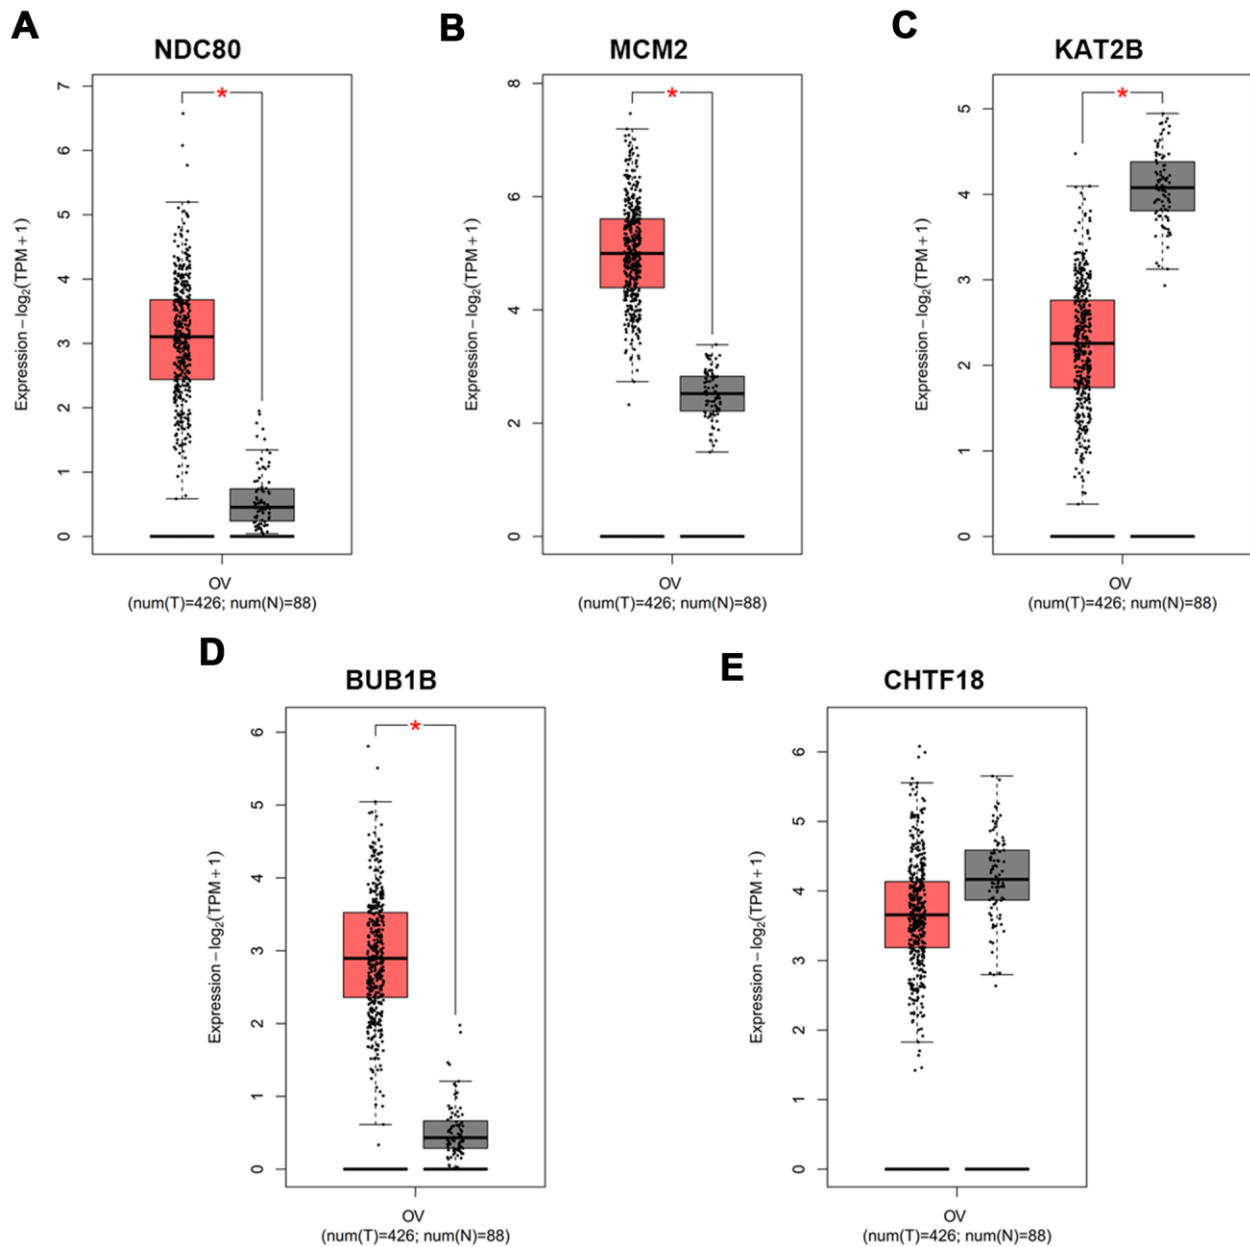 A
NDC80
7
6
5
4
3
2
1
0
Expression – log₂(TPM + 1)
*
OV
(num(T)=426; num(N)=88)
B
MCM2
8
6
4
2
0
Expression – log₂(TPM + 1)
*
OV
(num(T)=426; num(N)=88)
C
KAT2B
5
4
3
2
1
0
Expression – log₂(TPM + 1)
*
OV
(num(T)=426; num(N)=88)
D
BUB1B
6
5
4
3
2
1
0
Expression – log₂(TPM + 1)
*
OV
(num(T)=426; num(N)=88)
E
CHTF18
6
5
4
3
2
1
0
Expression – log₂(TPM + 1)
OV
(num(T)=426; num(N)=88)